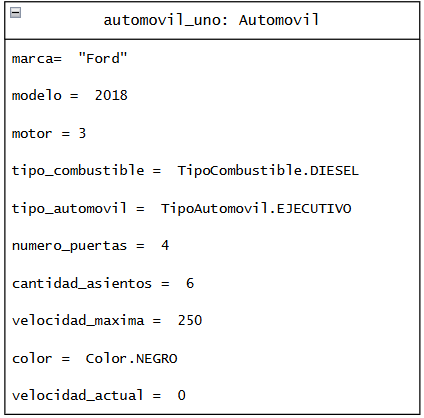 automovil_uno: Automovil
marca= "Ford"
modelo = 2018
motor = 3
tipo_combustible = TipoCombustible.DIESEL
tipo_automovil = TipoAutomovil.EJECUTIVO
numero_puertas = 4
cantidad_asientos = 6
velocidad_maxima = 250
color = Color.NEGRO
velocidad_actual = 0